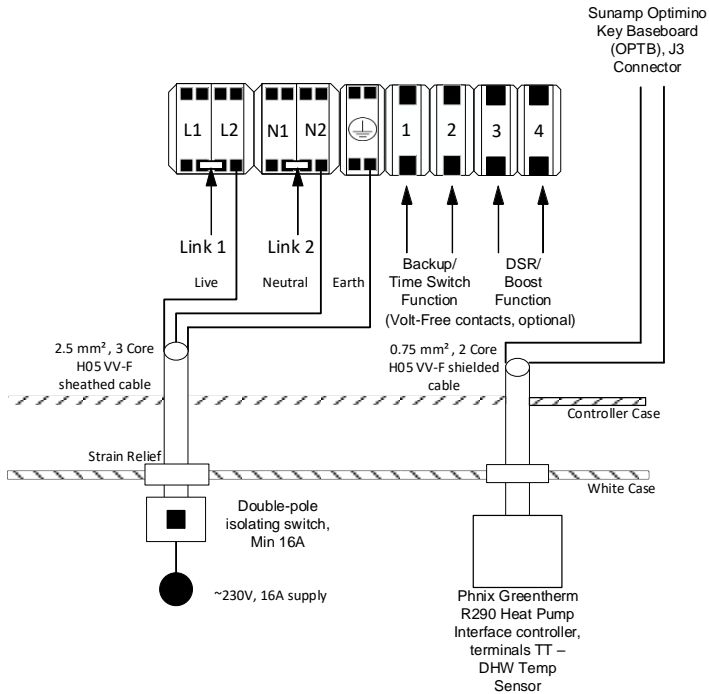 Sunamp Optimino
Key Baseboard
(OPTB), J3
Connector
L1 L2 N1 N2 1 2 3 4
Link 1
Link 2
Live
Neutral
Earth
Backup/
Time Switch
Function
DSR/
Boost
Function
(Volt-Free contacts, optional)
2.5 mm², 3 Core
H05 VV-F
sheathed cable
0.75 mm², 2 Core
H05 VV-F shielded
cable
Controller Case
Strain Relief
White Case
Double-pole
isolating switch,
Min 16A
~230V, 16A supply
Phnix Greentherm
R290 Heat Pump
Interface controller,
terminals TT –
DHW Temp
Sensor